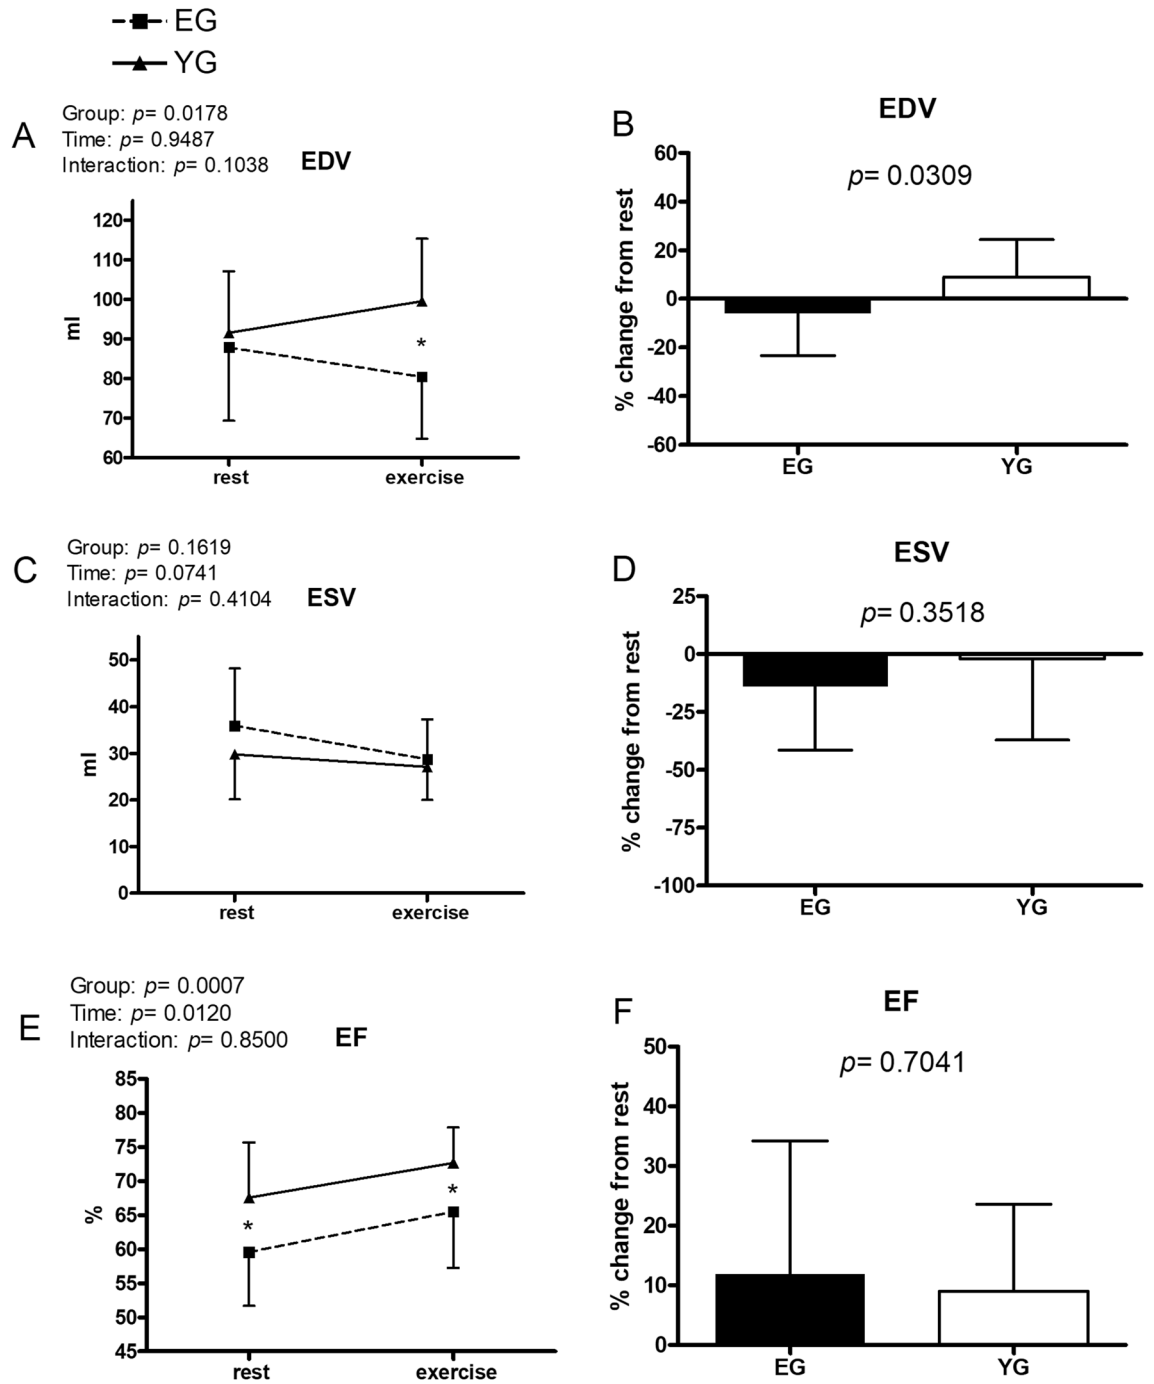 EG
YG
A
Group: p= 0.0178
Time: p= 0.9487
Interaction: p= 0.1038
EDV
120
110
100
90
80
70
60
ml
*
rest
exercise
B
EDV
p= 0.0309
60
40
20
0
-20
-40
-60
% change from rest
EG
YG
C
Group: p= 0.1619
Time: p= 0.0741
Interaction: p= 0.4104
ESV
50
40
30
20
10
0
ml
rest
exercise
D
ESV
p= 0.3518
25
0
-25
-50
-75
-100
% change from rest
EG
YG
E
Group: p= 0.0007
Time: p= 0.0120
Interaction: p= 0.8500
EF
85
80
75
70
65
60
55
50
45
%
*
*
rest
exercise
F
EF
p= 0.7041
50
40
30
20
10
0
% change from rest
EG
YG